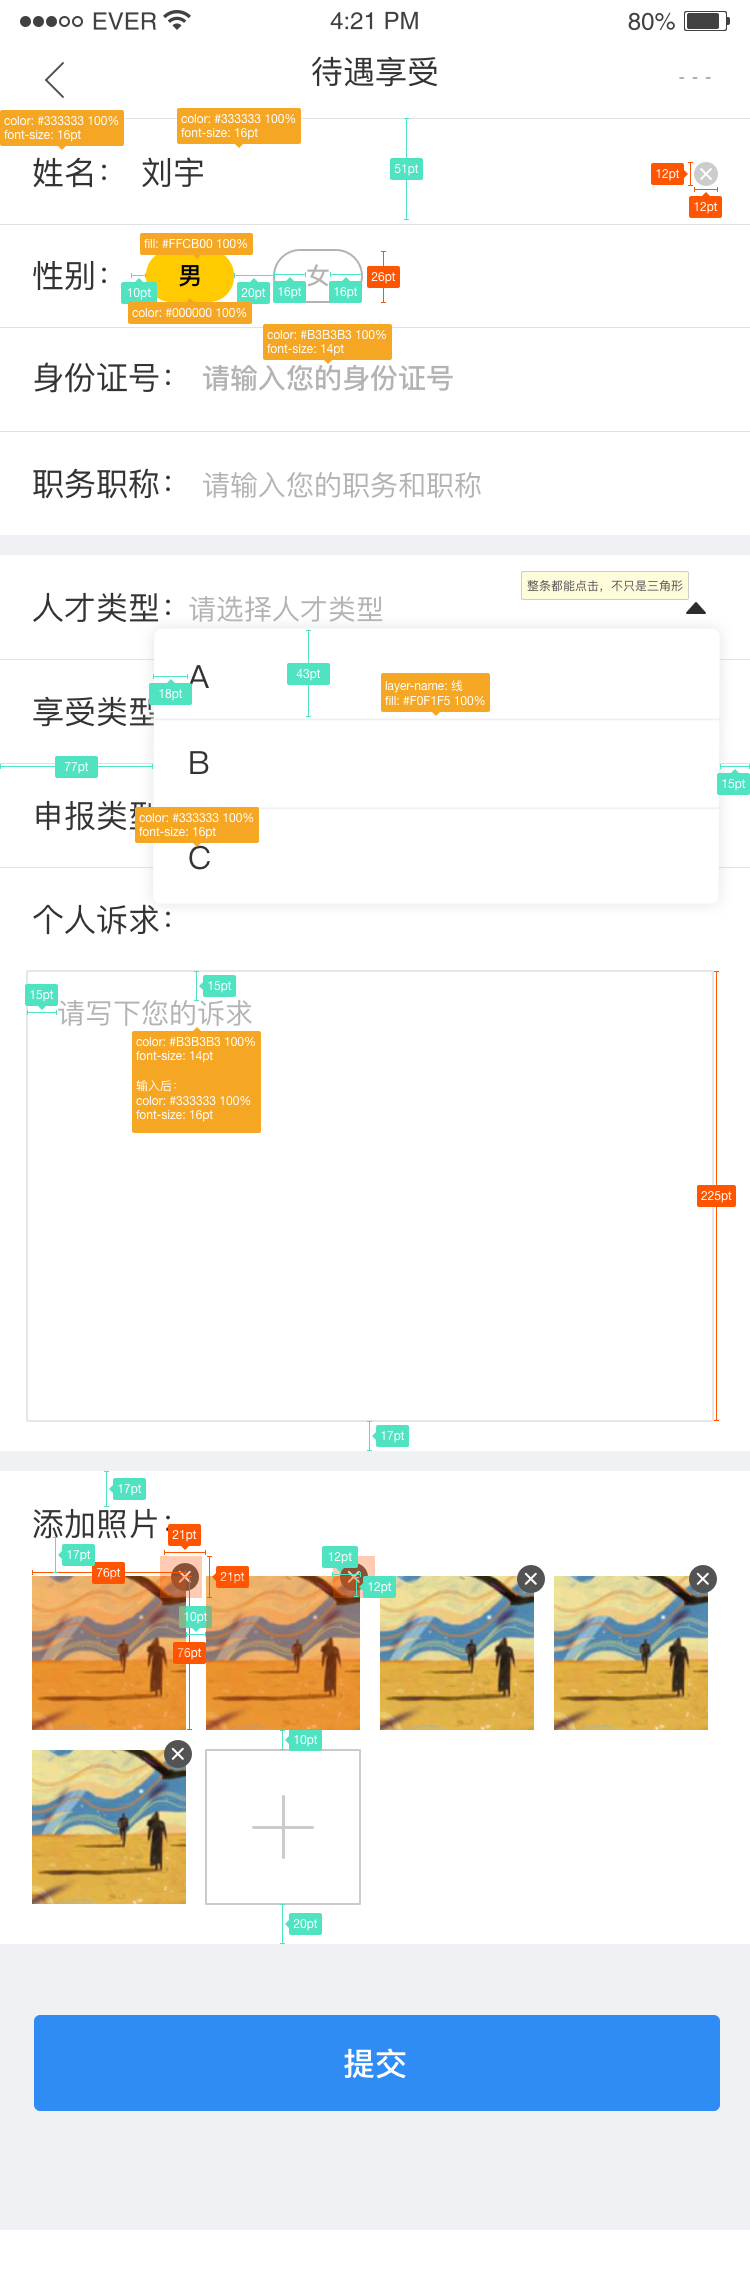 EVER 4:21 PM 80%
待遇享受
color: #333333 100%
font-size: 16pt
color: #333333 100%
font-size: 16pt
姓名： 刘宇
51pt
12pt
12pt
fill: #FFCB00 100%
性别： 男 女
10pt
20pt
16pt
16pt
26pt
color: #000000 100%
color: #B3B3B3 100%
font-size: 14pt
身份证号： 请输入您的身份证号
职务职称： 请输入您的职务和职称
整条都能点击，不只是三角形
人才类型： 请选择人才类型
A
43pt
18pt
layer-name: 线
fill: #F0F1F5 100%
享受类型
B
77pt
15pt
申报类型
color: #333333 100%
font-size: 16pt
C
个人诉求：
15pt
15pt
请写下您的诉求
color: #B3B3B3 100%
font-size: 14pt
输入后：
color: #333333 100%
font-size: 16pt
225pt
17pt
17pt
添加照片：
21pt
17pt
76pt
21pt
12pt
12pt
10pt
76pt
10pt
20pt
提交